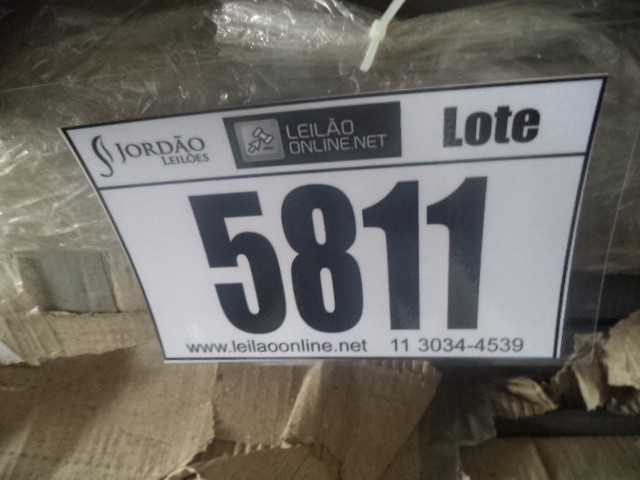 JORDÃO
LEILÕES
LEILÃO
ONLINE.NET
Lote
5811
www.leilaoonline.net 11 3034-4539